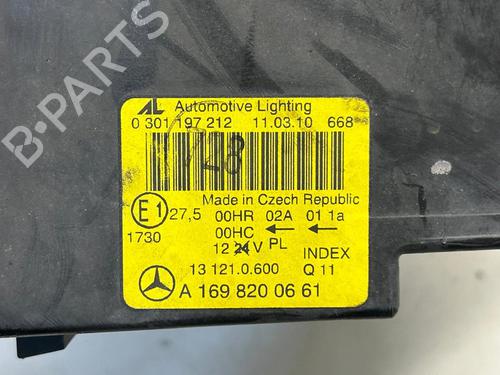 AL Automotive Lighting
0 301 197 212 11.03.10 668
728
Made in Czech Republic
E1 27,5 00HR 02A 01 1a
1730 00HC ← ←
12 24 V PL
INDEX
13 121.0.600 Q 11
A 169 820 06 61
B-PARTS